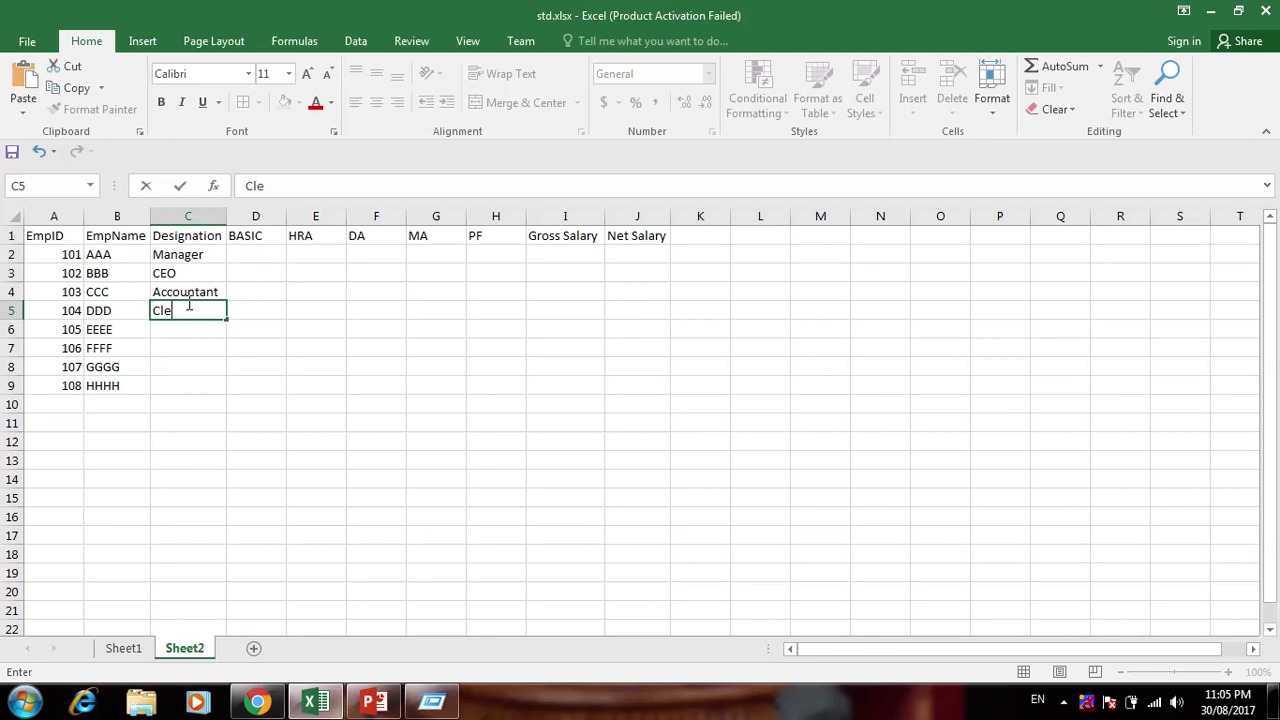 std.xlsx - Excel (Product Activation Failed)
File Home Insert Page Layout Formulas Data Review View Team Tell me what you want to do... Sign in Share
Paste
Cut
Copy
Format Painter
Clipboard
Calibri 11
B I U
Font
Wrap Text
Merge & Center
Alignment
General
$ % ,
Number
Conditional Formatting
Format as Table
Cell Styles
Styles
Insert
Delete
Format
Cells
AutoSum
Fill
Clear
Sort & Filter
Find & Select
Editing
C5 fx Cle
A B C D E F G H I J K L M N O P Q R S T
1 EmpID EmpName Designation BASIC HRA DA MA PF Gross Salary Net Salary
2 101 AAA Manager
3 102 BBB CEO
4 103 CCC Accountant
5 104 DDD Cle
6 105 EEEE
7 106 FFFF
8 107 GGGG
9 108 HHHH
10
11
12
13
14
15
16
17
18
19
20
21
22
Sheet1 Sheet2
Enter 100%
EN 11:05 PM
30/08/2017